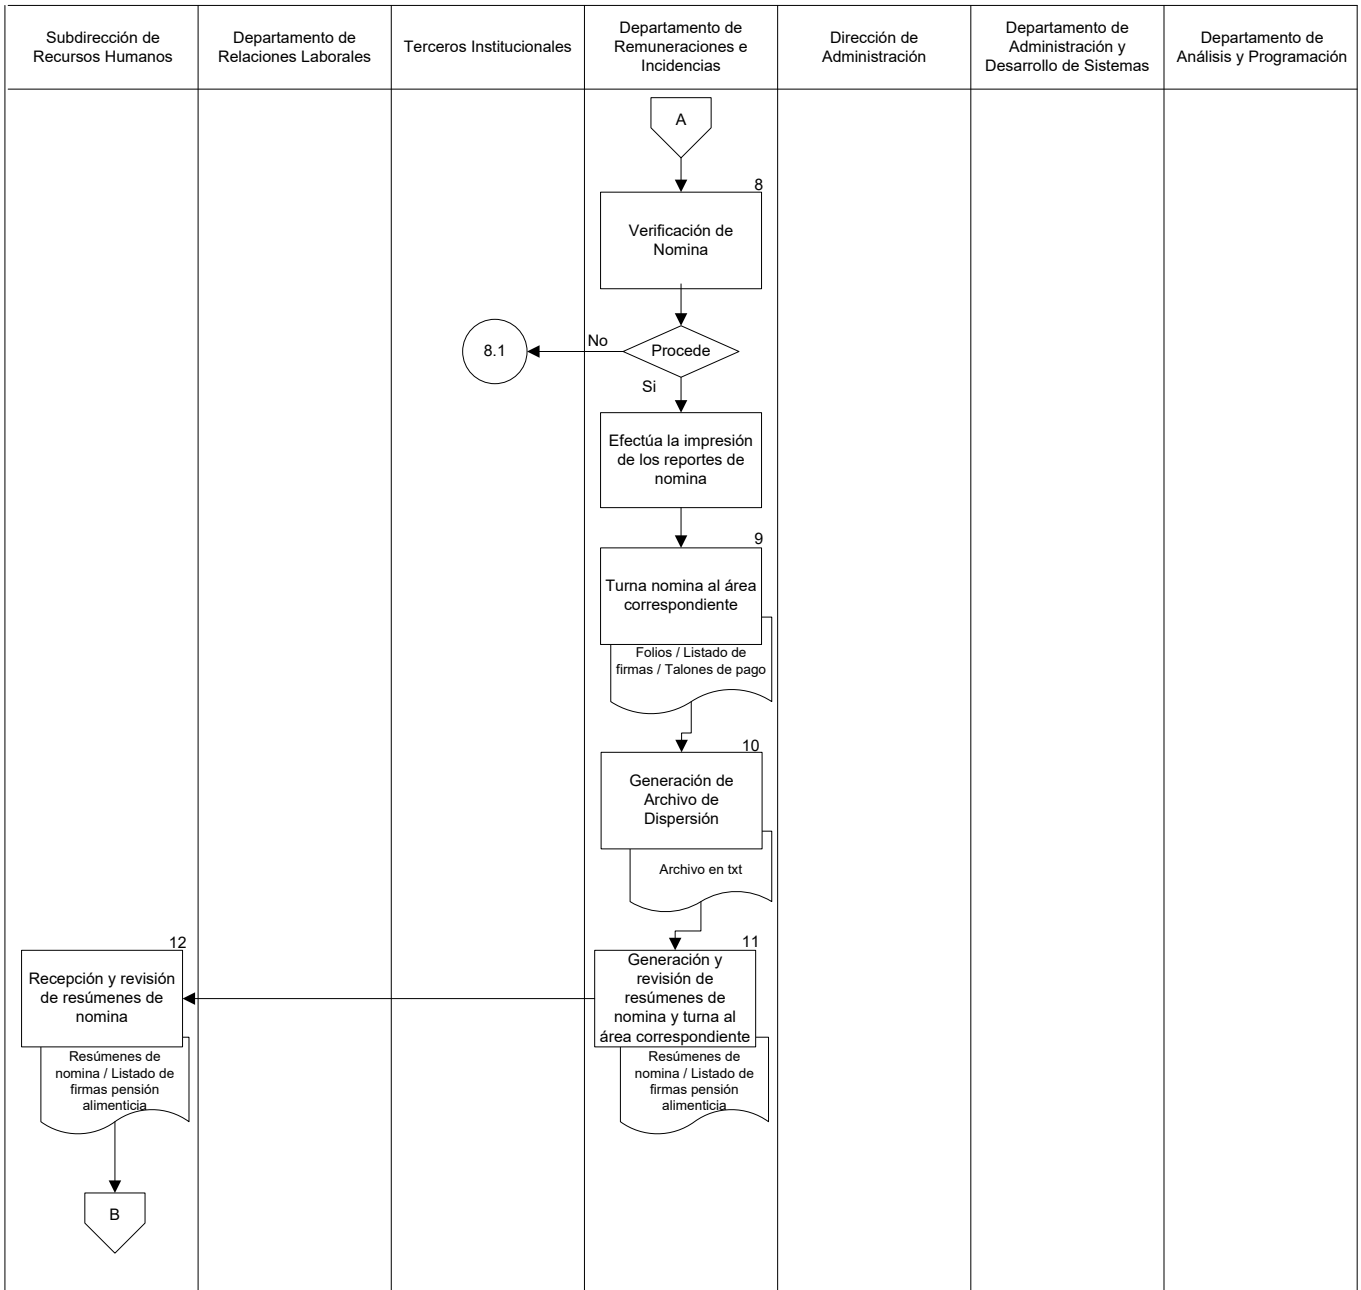 Subdirección de
Recursos Humanos
Departamento de
Relaciones Laborales
Terceros Institucionales
Departamento de
Remuneraciones e
Incidencias
Dirección de
Administración
Departamento de
Administración y
Desarrollo de Sistemas
Departamento de
Análisis y Programación
A
8
Verificación de
Nomina
Procede
No
8.1
Si
Efectúa la impresión
de los reportes de
nomina
9
Turna nomina al área
correspondiente
Folios / Listado de
firmas / Talones de pago
10
Generación de
Archivo de
Dispersión
Archivo en txt
11
Generación y
revisión de
resúmenes de
nomina y turna al
área correspondiente
Resúmenes de
nomina / Listado de
firmas pensión
alimenticia
12
Recepción y revisión
de resúmenes de
nomina
Resúmenes de
nomina / Listado de
firmas pensión
alimenticia
B